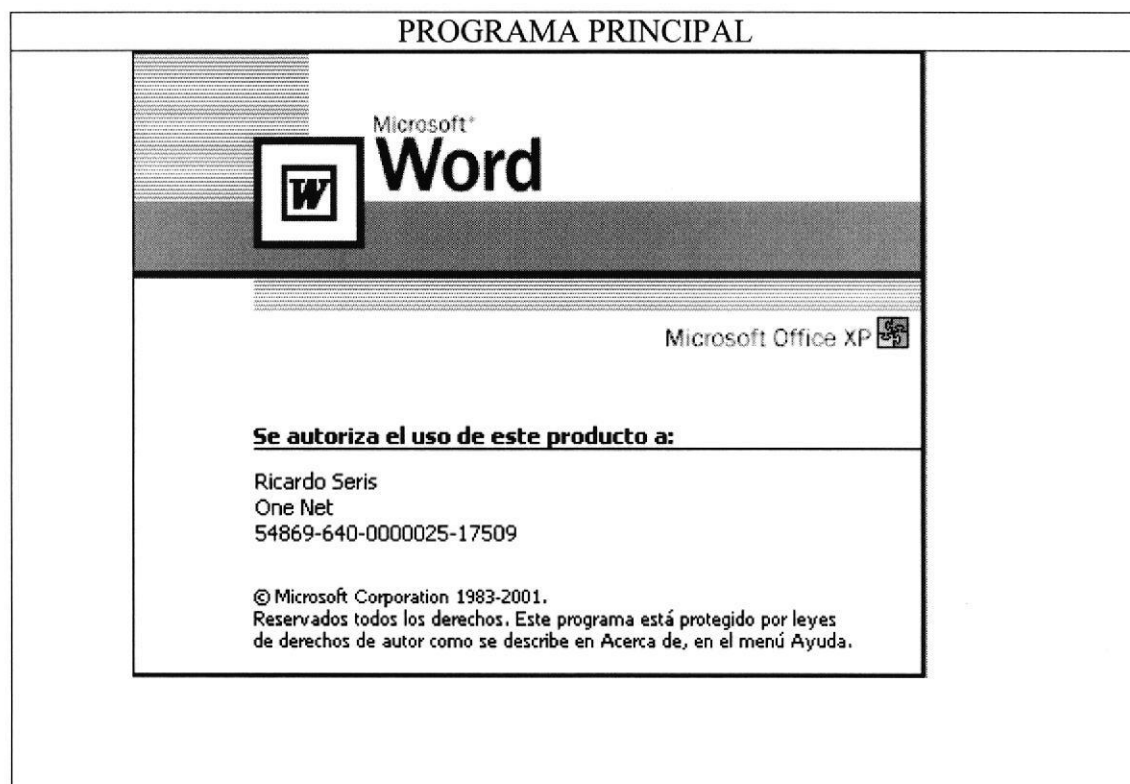 PROGRAMA PRINCIPAL
Microsoft®
Word
W
Microsoft Office XP
Se autoriza el uso de este producto a:
Ricardo Seris
One Net
54869-640-0000025-17509
© Microsoft Corporation 1983-2001.
Reservados todos los derechos. Este programa está protegido por leyes
de derechos de autor como se describe en Acerca de, en el menú Ayuda.